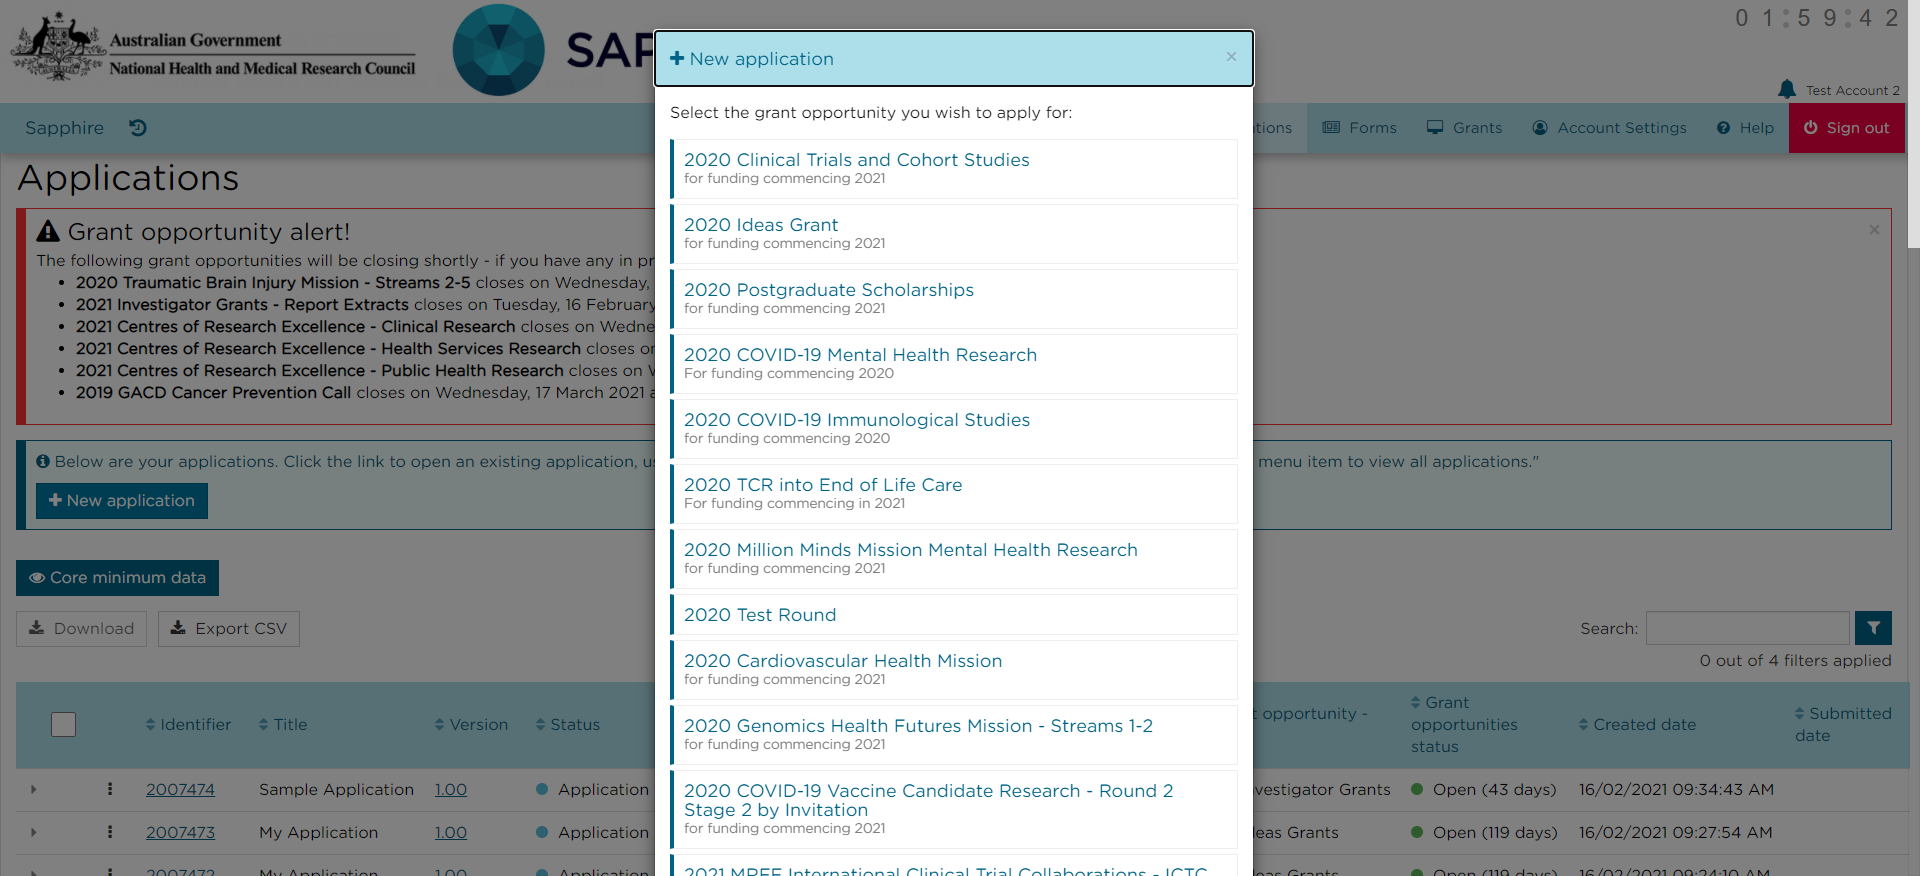 Australian Government
National Health and Medical Research Council
SAP
01:59:42
Test Account 2
Sapphire
Forms
Grants
Account Settings
Help
Sign out
Applications
Grant opportunity alert!
The following grant opportunities will be closing shortly - if you have any in
2020 Traumatic Brain Injury Mission - Streams 2-5 closes on Wednesday,
2021 Investigator Grants - Report Extracts closes on Tuesday, 16 February
2021 Centres of Research Excellence - Clinical Research closes on
2021 Centres of Research Excellence - Health Services Research closes
2021 Centres of Research Excellence - Public Health Research closes on
2019 GACD Cancer Prevention Call closes on Wednesday, 17 March 2021
Below are your applications. Click the link to open an existing application,
menu item to view all applications."
+ New application
Core minimum data
Download
Export CSV
Search:
0 out of 4 filters applied
Identifier
Title
Version
Status
opportunity -
Grant
opportunities
status
Created date
Submitted
date
2007474
Sample Application
1.00
Application
Grants
Open (43 days)
16/02/2021 09:34:43 AM
2007473
My Application
1.00
Application
Grants
Open (119 days)
16/02/2021 09:27:54 AM
2007472
My Application
1.00
Application
Grants
Open (119 days)
16/02/2021 09:24:10 AM
+ New application
×
Select the grant opportunity you wish to apply for:
2020 Clinical Trials and Cohort Studies
for funding commencing 2021
2020 Ideas Grant
for funding commencing 2021
2020 Postgraduate Scholarships
for funding commencing 2021
2020 COVID-19 Mental Health Research
For funding commencing 2020
2020 COVID-19 Immunological Studies
for funding commencing 2020
2020 TCR into End of Life Care
For funding commencing in 2021
2020 Million Minds Mission Mental Health Research
for funding commencing 2021
2020 Test Round
2020 Cardiovascular Health Mission
for funding commencing 2021
2020 Genomics Health Futures Mission - Streams 1-2
for funding commencing 2021
2020 COVID-19 Vaccine Candidate Research - Round 2
Stage 2 by Invitation
for funding commencing 2021
2021 MRFF International Clinical Trial Collaborations - ICTC